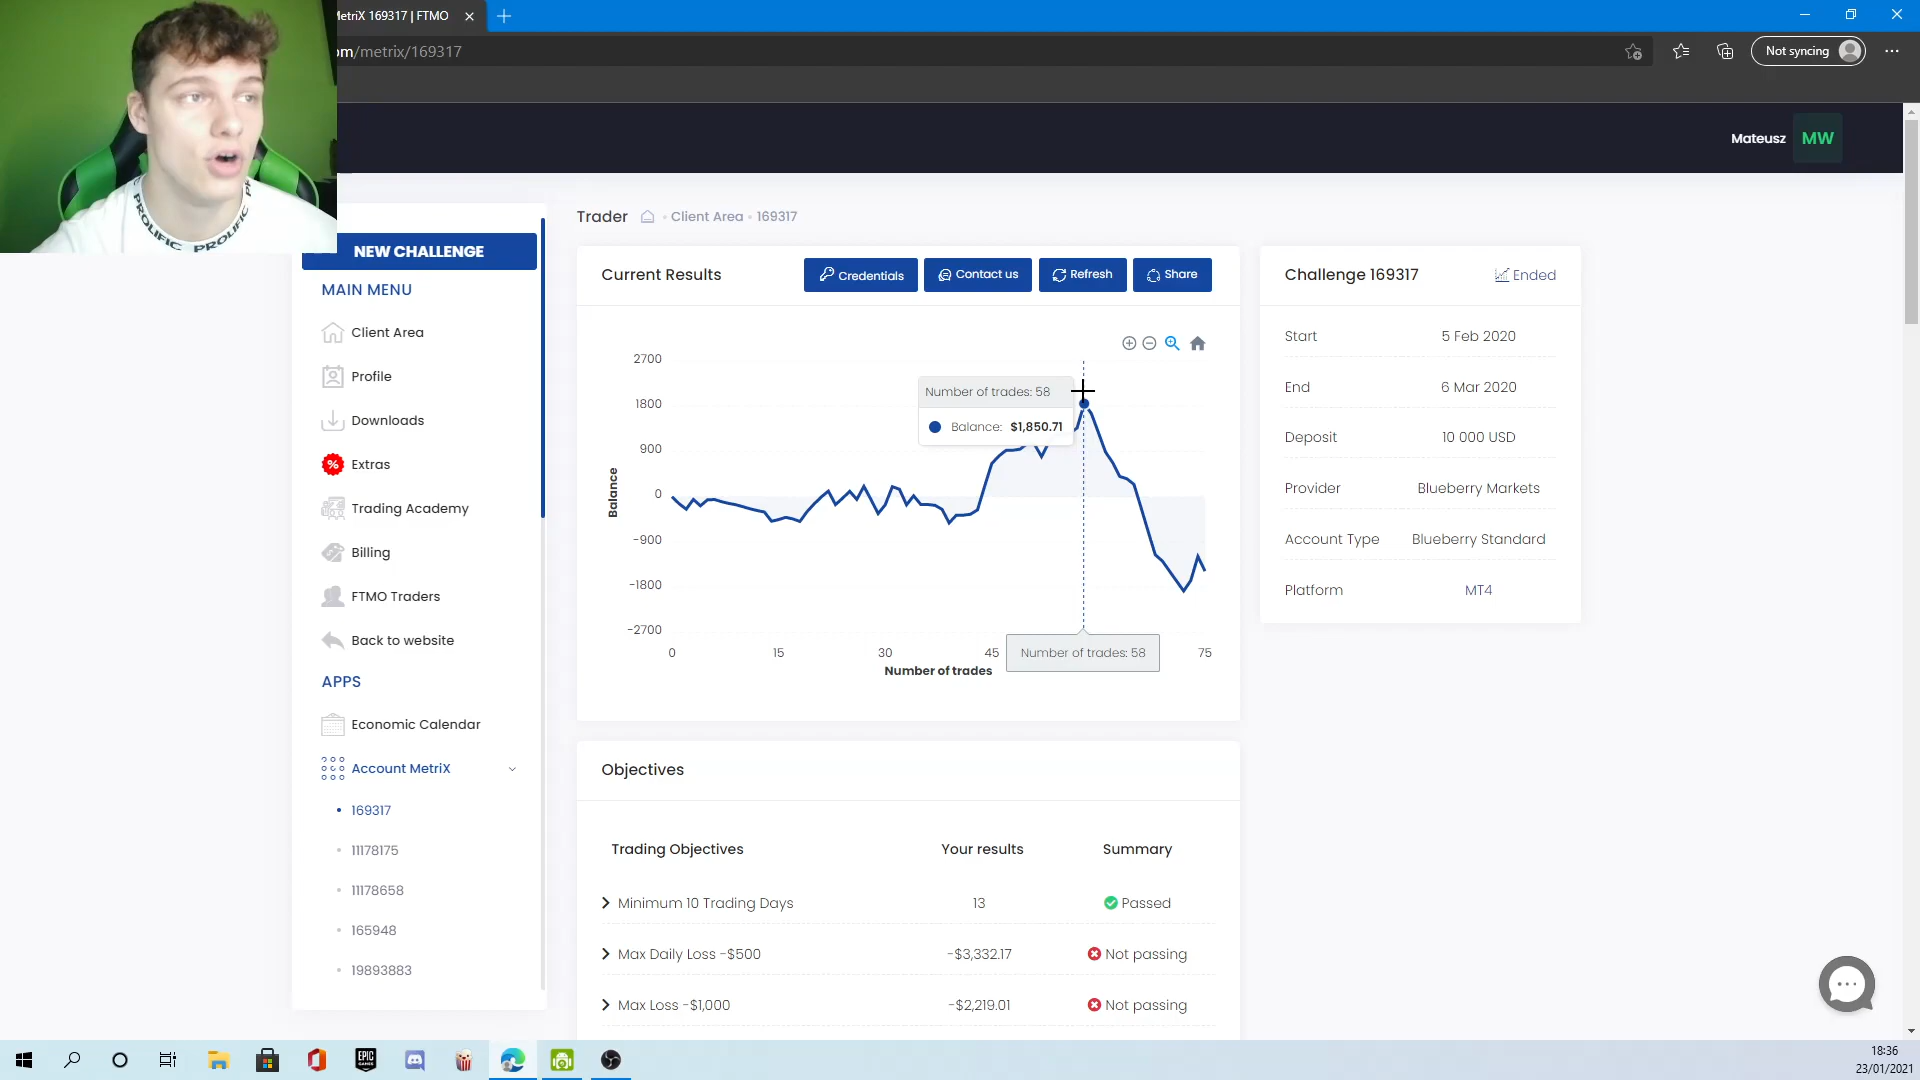 MetriX 169317 | FTMO
om/metrix/169317
Not syncing
Mateusz
MW
PROLIFIC PROLIFIC
NEW CHALLENGE
MAIN MENU
Client Area
Profile
Downloads
Extras
Trading Academy
Billing
FTMO Traders
Back to website
APPS
Economic Calendar
Account MetriX
169317
11178175
11178658
165948
19893883
Trader
Client Area
169317
Current Results
Credentials
Contact us
Refresh
Share
2700
1800
900
0
-900
-1800
-2700
Balance
Number of trades: 58
Balance: $1,850.71
0
15
30
45
Number of trades: 58
75
Number of trades
Challenge 169317
Ended
Start
5 Feb 2020
End
6 Mar 2020
Deposit
10 000 USD
Provider
Blueberry Markets
Account Type
Blueberry Standard
Platform
MT4
Objectives
Trading Objectives
Your results
Summary
Minimum 10 Trading Days
13
Passed
Max Daily Loss -$500
-$3,332.17
Not passing
Max Loss -$1,000
-$2,219.01
Not passing
EPIC
GAMES
18:36
23/01/2021